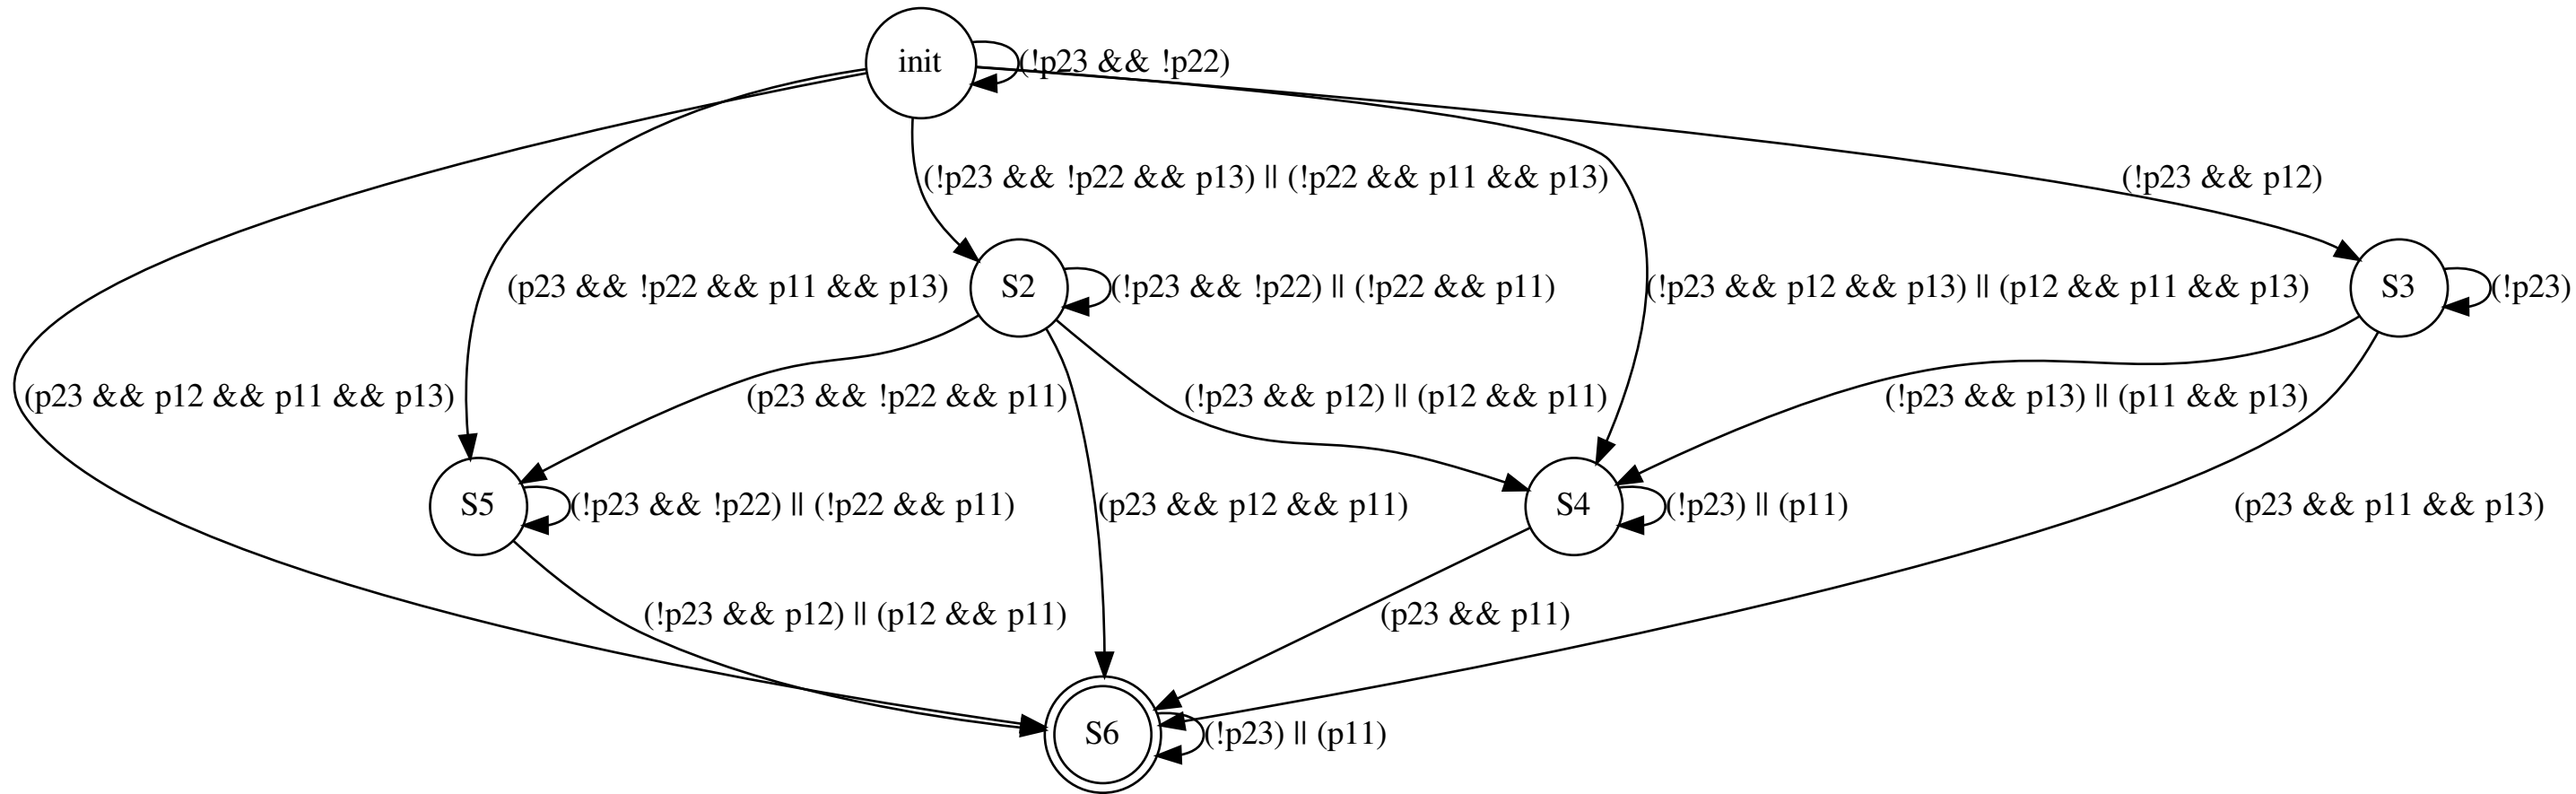 init
(!p23 && !p22)
(!p23 && !p22 && p13) || (!p22 && p11 && p13)
(!p23 && p12)
(p23 && !p22 && p11 && p13)
S2
(!p23 && !p22) || (!p22 && p11)
(!p23 && p12 && p13) || (p12 && p11 && p13)
S3
(!p23)
(p23 && p12 && p11 && p13)
(p23 && !p22 && p11)
(!p23 && p12) || (p12 && p11)
(!p23 && p13) || (p11 && p13)
S5
(!p23 && !p22) || (!p22 && p11)
(p23 && p12 && p11)
S4
(!p23) || (p11)
(p23 && p11 && p13)
(!p23 && p12) || (p12 && p11)
(p23 && p11)
S6
(!p23) || (p11)